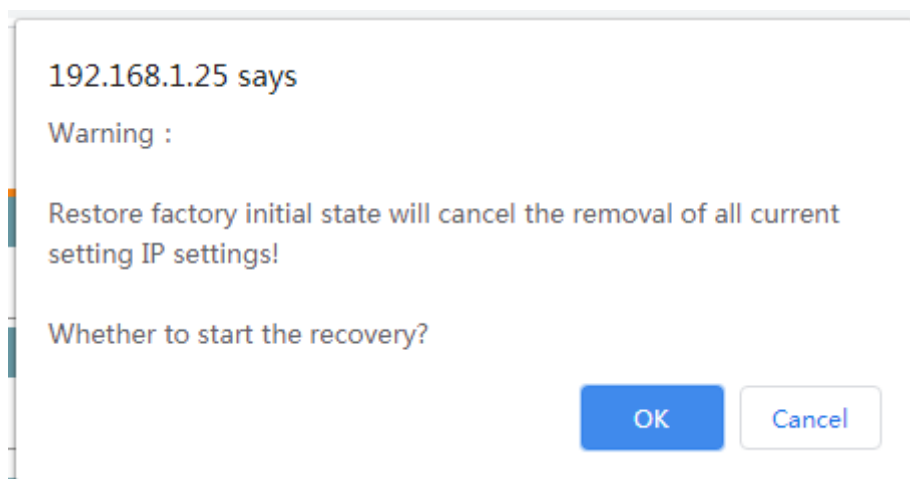 192.168.1.25 says
Warning :
Restore factory initial state will cancel the removal of all current
setting IP settings!
Whether to start the recovery?
OK
Cancel